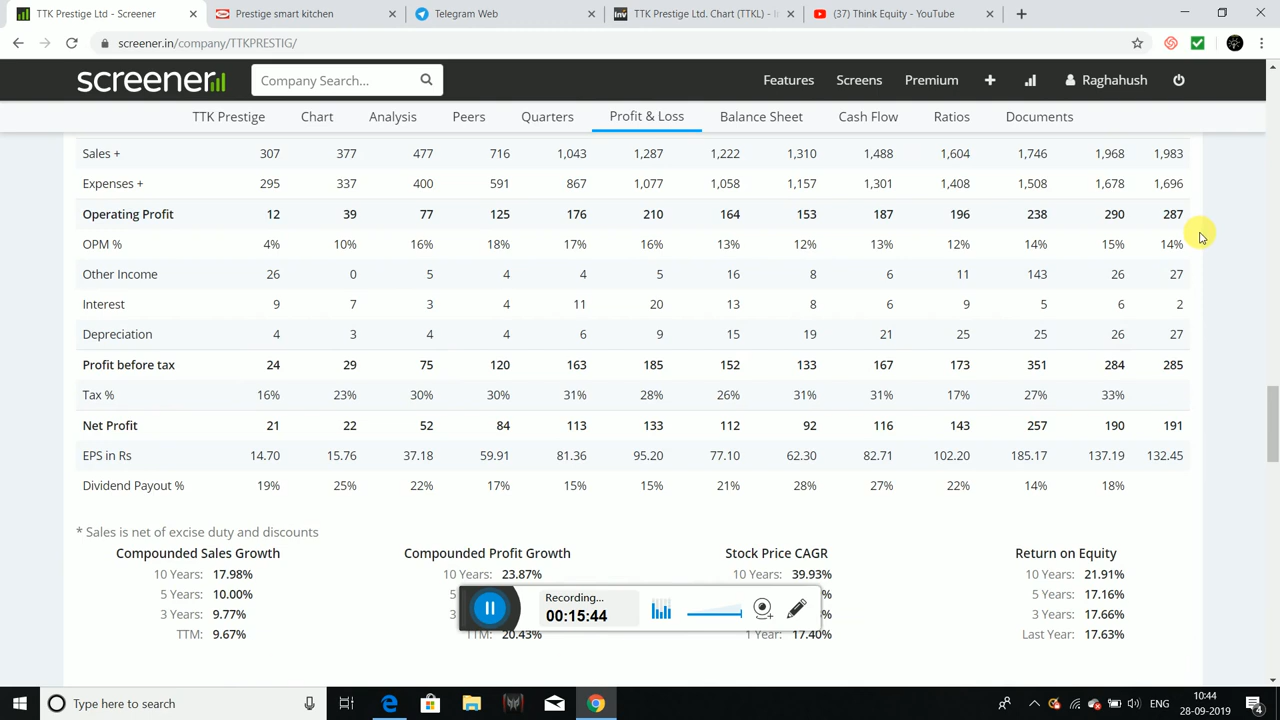 TTK Prestige Ltd - Screener
Prestige smart kitchen
Telegram Web
TTK Prestige Ltd. Chart (TTKL) - I
(37) Think Equity - YouTube
screener.in/company/TTKPRESTIG/
screener
Company Search...
Features Screens Premium Raghahush
TTK Prestige Chart Analysis Peers Quarters Profit & Loss Balance Sheet Cash Flow Ratios Documents
Sales + 307 377 477 716 1,043 1,287 1,222 1,310 1,488 1,604 1,746 1,968 1,983
Expenses + 295 337 400 591 867 1,077 1,058 1,157 1,301 1,408 1,508 1,678 1,696
Operating Profit 12 39 77 125 176 210 164 153 187 196 238 290 287
OPM % 4% 10% 16% 18% 17% 16% 13% 12% 13% 12% 14% 15% 14%
Other Income 26 0 5 4 4 5 16 8 6 11 143 26 27
Interest 9 7 3 4 11 20 13 8 6 9 5 6 2
Depreciation 4 3 4 4 6 9 15 19 21 25 25 26 27
Profit before tax 24 29 75 120 163 185 152 133 167 173 351 284 285
Tax % 16% 23% 30% 30% 31% 28% 26% 31% 31% 17% 27% 33%
Net Profit 21 22 52 84 113 133 112 92 116 143 257 190 191
EPS in Rs 14.70 15.76 37.18 59.91 81.36 95.20 77.10 62.30 82.71 102.20 185.17 137.19 132.45
Dividend Payout % 19% 25% 22% 17% 15% 15% 21% 28% 27% 22% 14% 18%
* Sales is net of excise duty and discounts
Compounded Sales Growth Compounded Profit Growth Stock Price CAGR Return on Equity
10 Years: 17.98% 10 Years: 23.87% 10 Years: 39.93% 10 Years: 21.91%
5 Years: 10.00% 5 5 Years: 17.16%
3 Years: 9.77% 3 3 Years: 17.66%
TTM: 9.67% TTM: 20.43% 1 Year: 17.40% Last Year: 17.63%
Recording...
00:15:44
Type here to search
ENG
10:44
28-09-2019
4